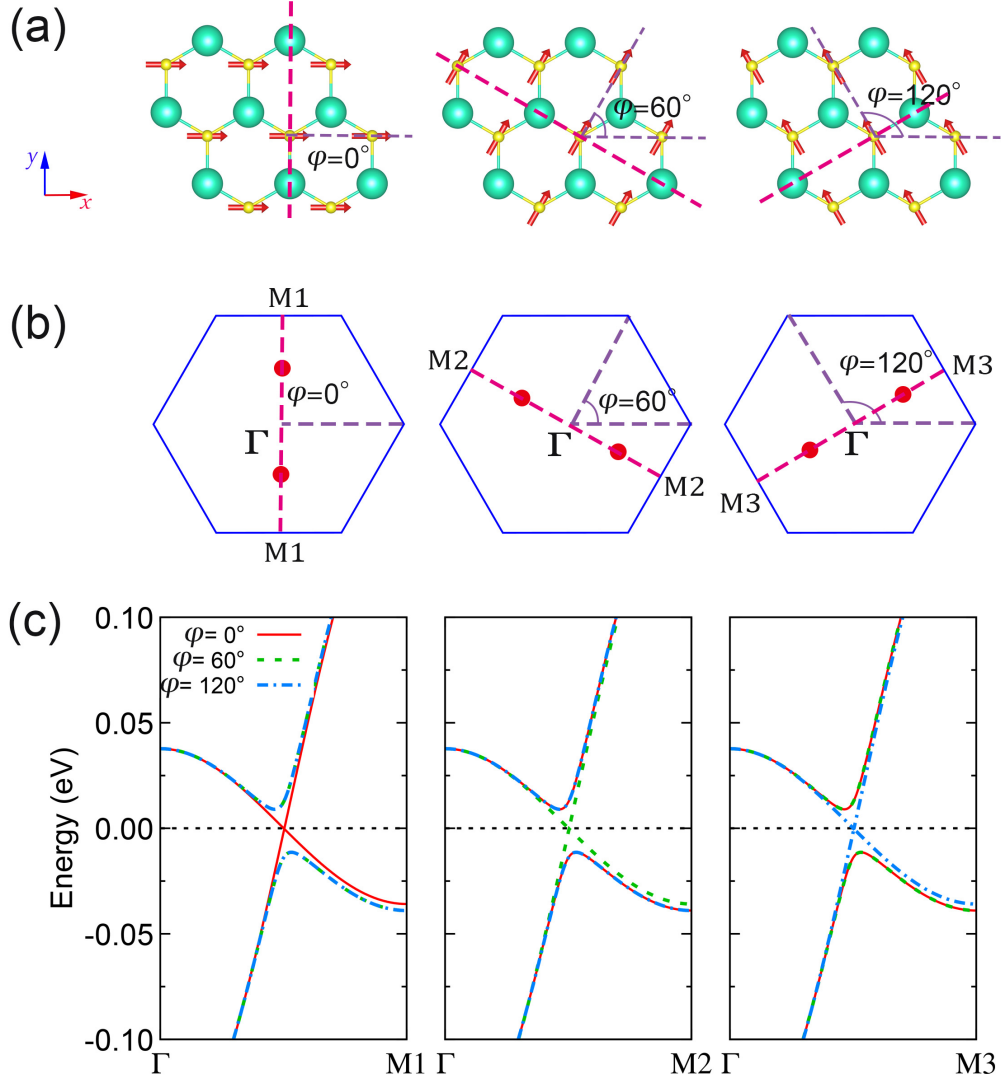 (a)
φ=0°
φ=60°
φ=120°
y
x
(b)
M1
φ=0°
Γ
M1
M2
φ=60°
Γ
M2
φ=120°
M3
Γ
M3
(c)
Energy (eV)
0.10
0.05
0.00
-0.05
-0.10
φ= 0°
φ= 60°
φ= 120°
Γ M1 Γ M2 Γ M3